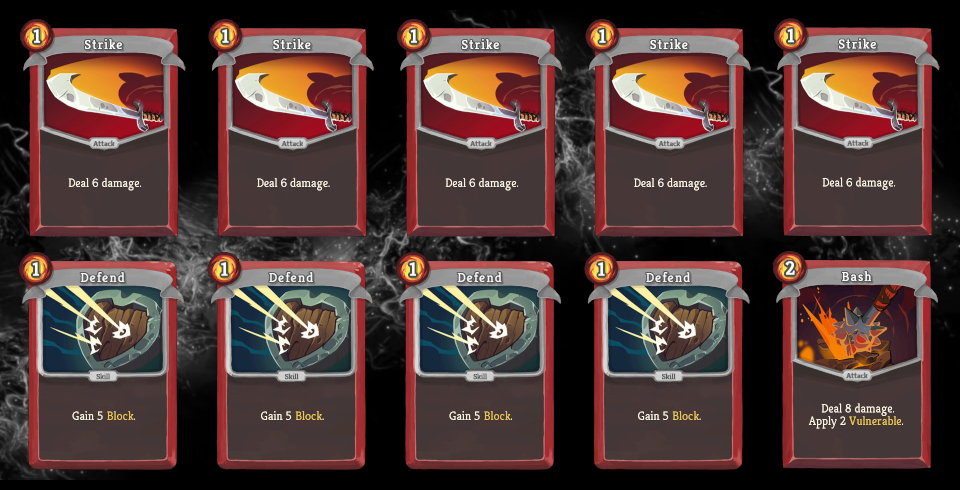 1 1 1 1 1
Strike Strike Strike Strike Strike
Attack Attack Attack Attack Attack
Deal 6 damage. Deal 6 damage. Deal 6 damage. Deal 6 damage. Deal 6 damage.
1 1 1 1 2
Defend Defend Defend Defend Bash
Skill Skill Skill Skill Attack
Gain 5 Block. Gain 5 Block. Gain 5 Block. Gain 5 Block. Deal 8 damage.
Apply 2 Vulnerable.